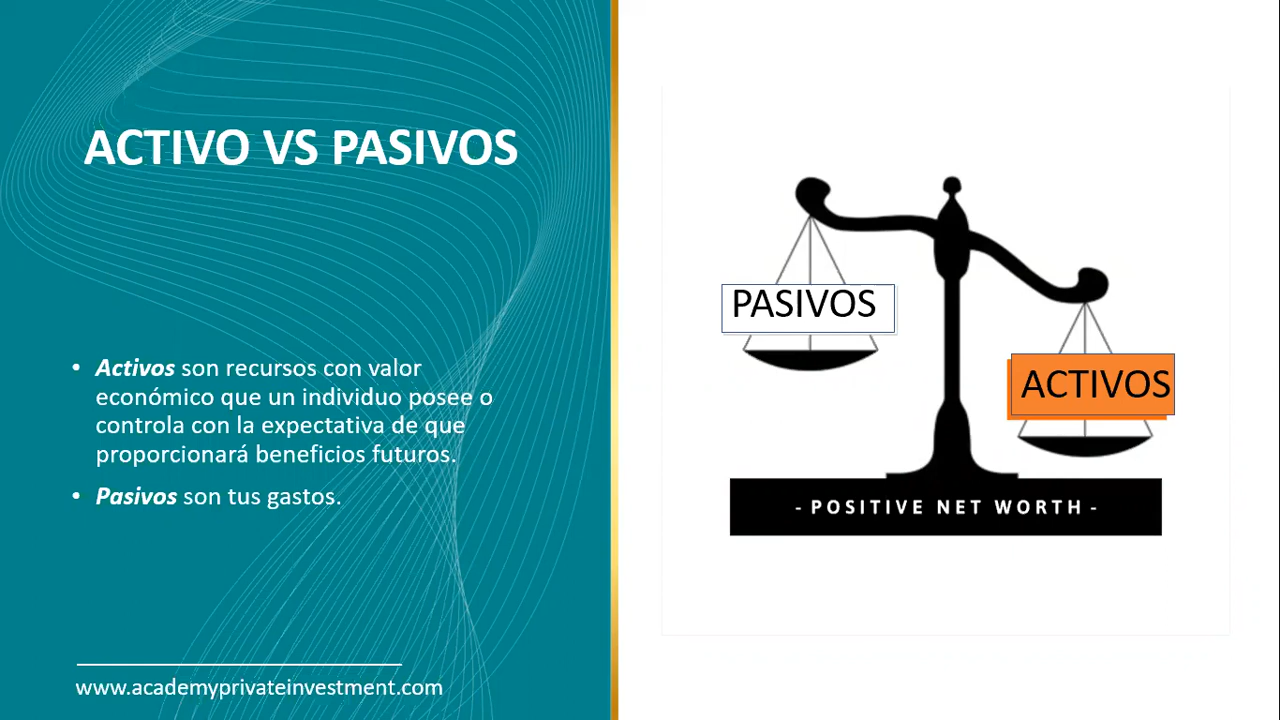 ACTIVO VS PASIVOS
• Activos son recursos con valor
económico que un individuo posee o
controla con la expectativa de que
proporcionará beneficios futuros.
• Pasivos son tus gastos.
www.academyprivateinvestment.com
PASIVOS
ACTIVOS
- POSITIVE NET WORTH -